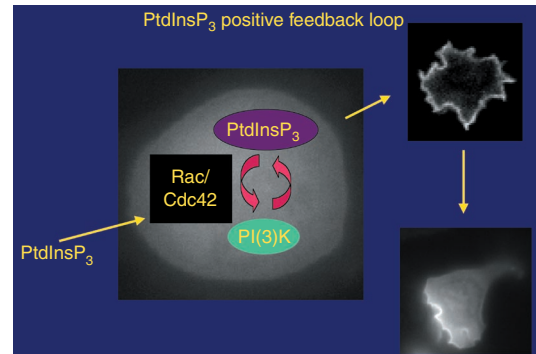 PtdInsP₃ positive feedback loop
PtdInsP₃
Rac/
Cdc42
PI(3)K
PtdInsP₃